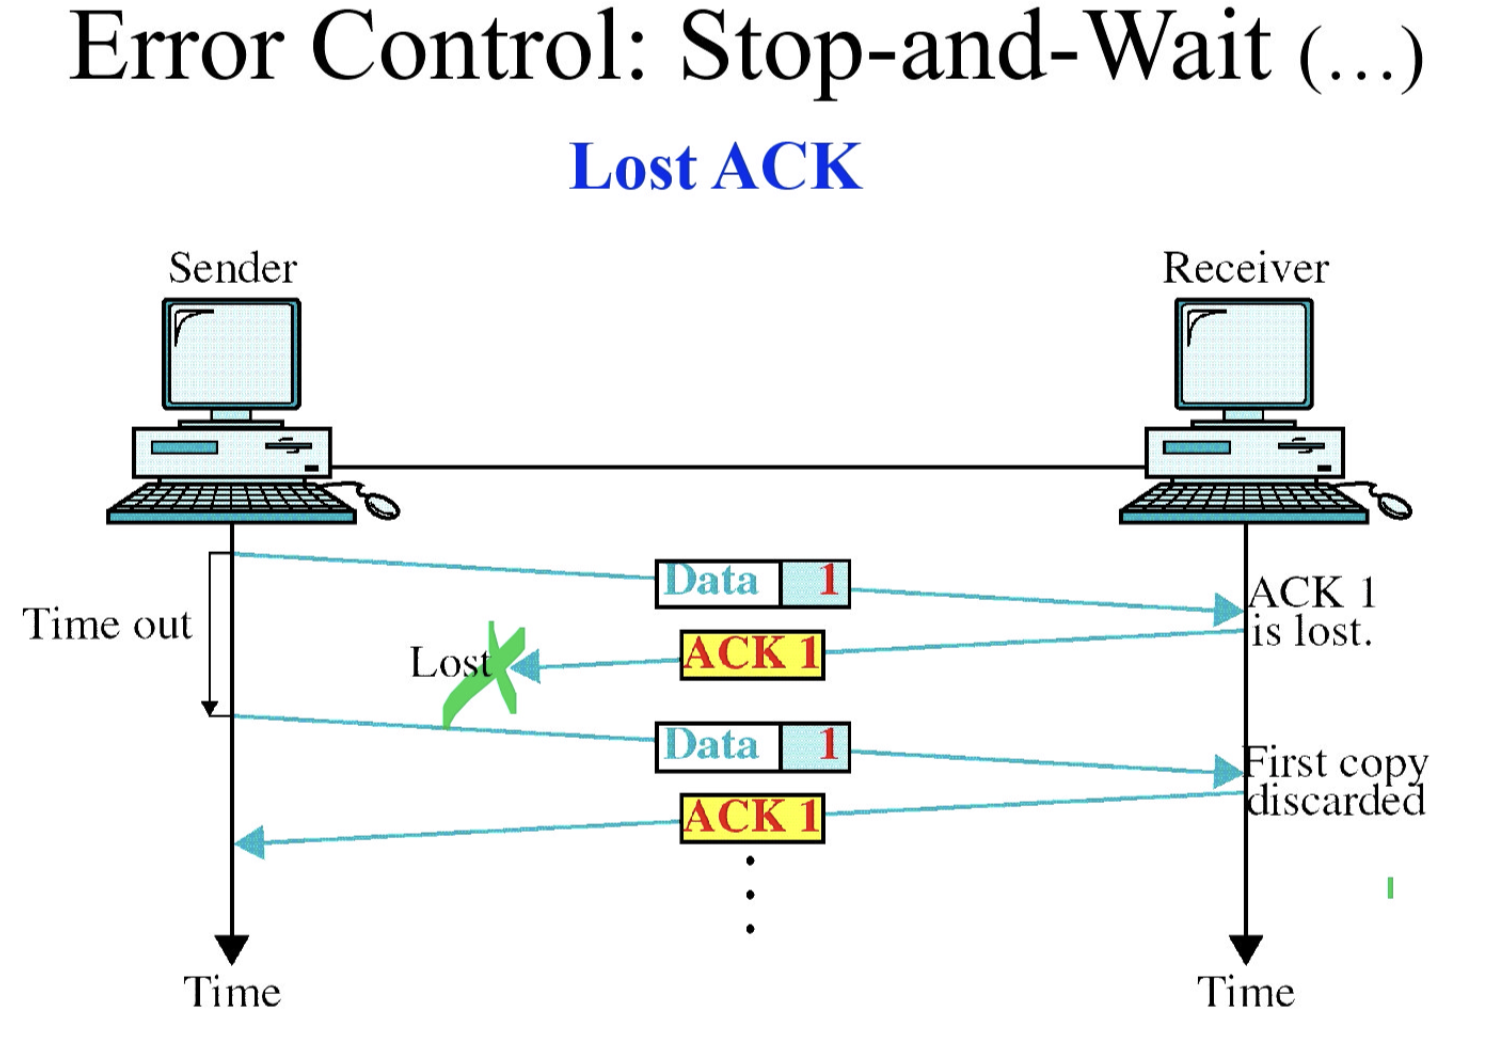 Error Control: Stop-and-Wait (...)
Lost ACK
Sender
Receiver
Data 1
ACK 1
is lost.
Time out
Lost
ACK 1
Data 1
First copy
discarded
ACK 1
Time
Time